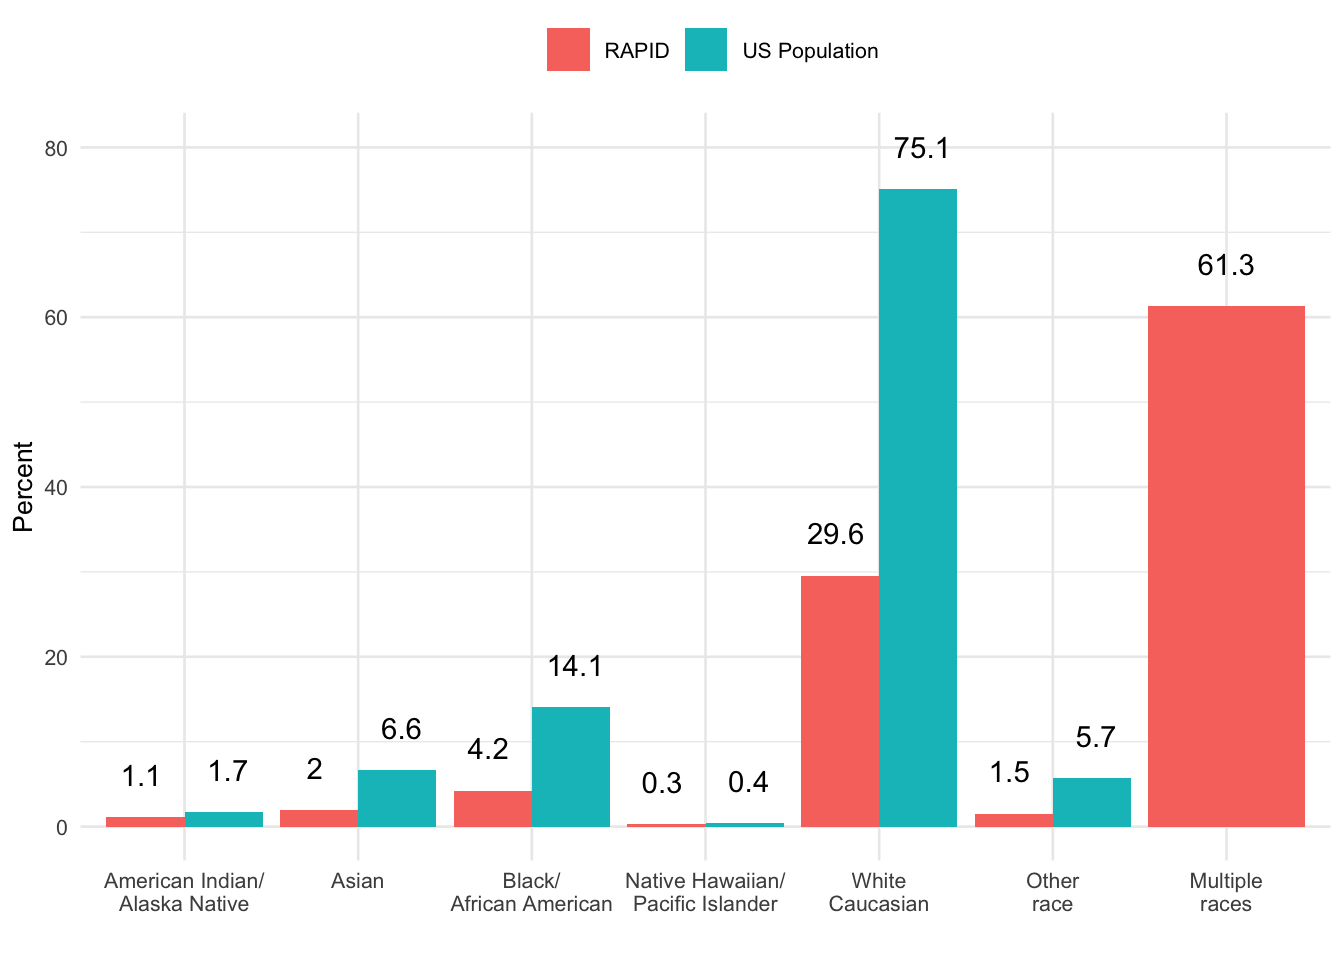 RAPID US Population
80
60
40
20
0
Percent
1.1
1.7
2
6.6
4.2
14.1
0.3
0.4
29.6
75.1
1.5
5.7
61.3
American Indian/
Alaska Native
Asian
Black/
African American
Native Hawaiian/
Pacific Islander
White
Caucasian
Other
race
Multiple
races